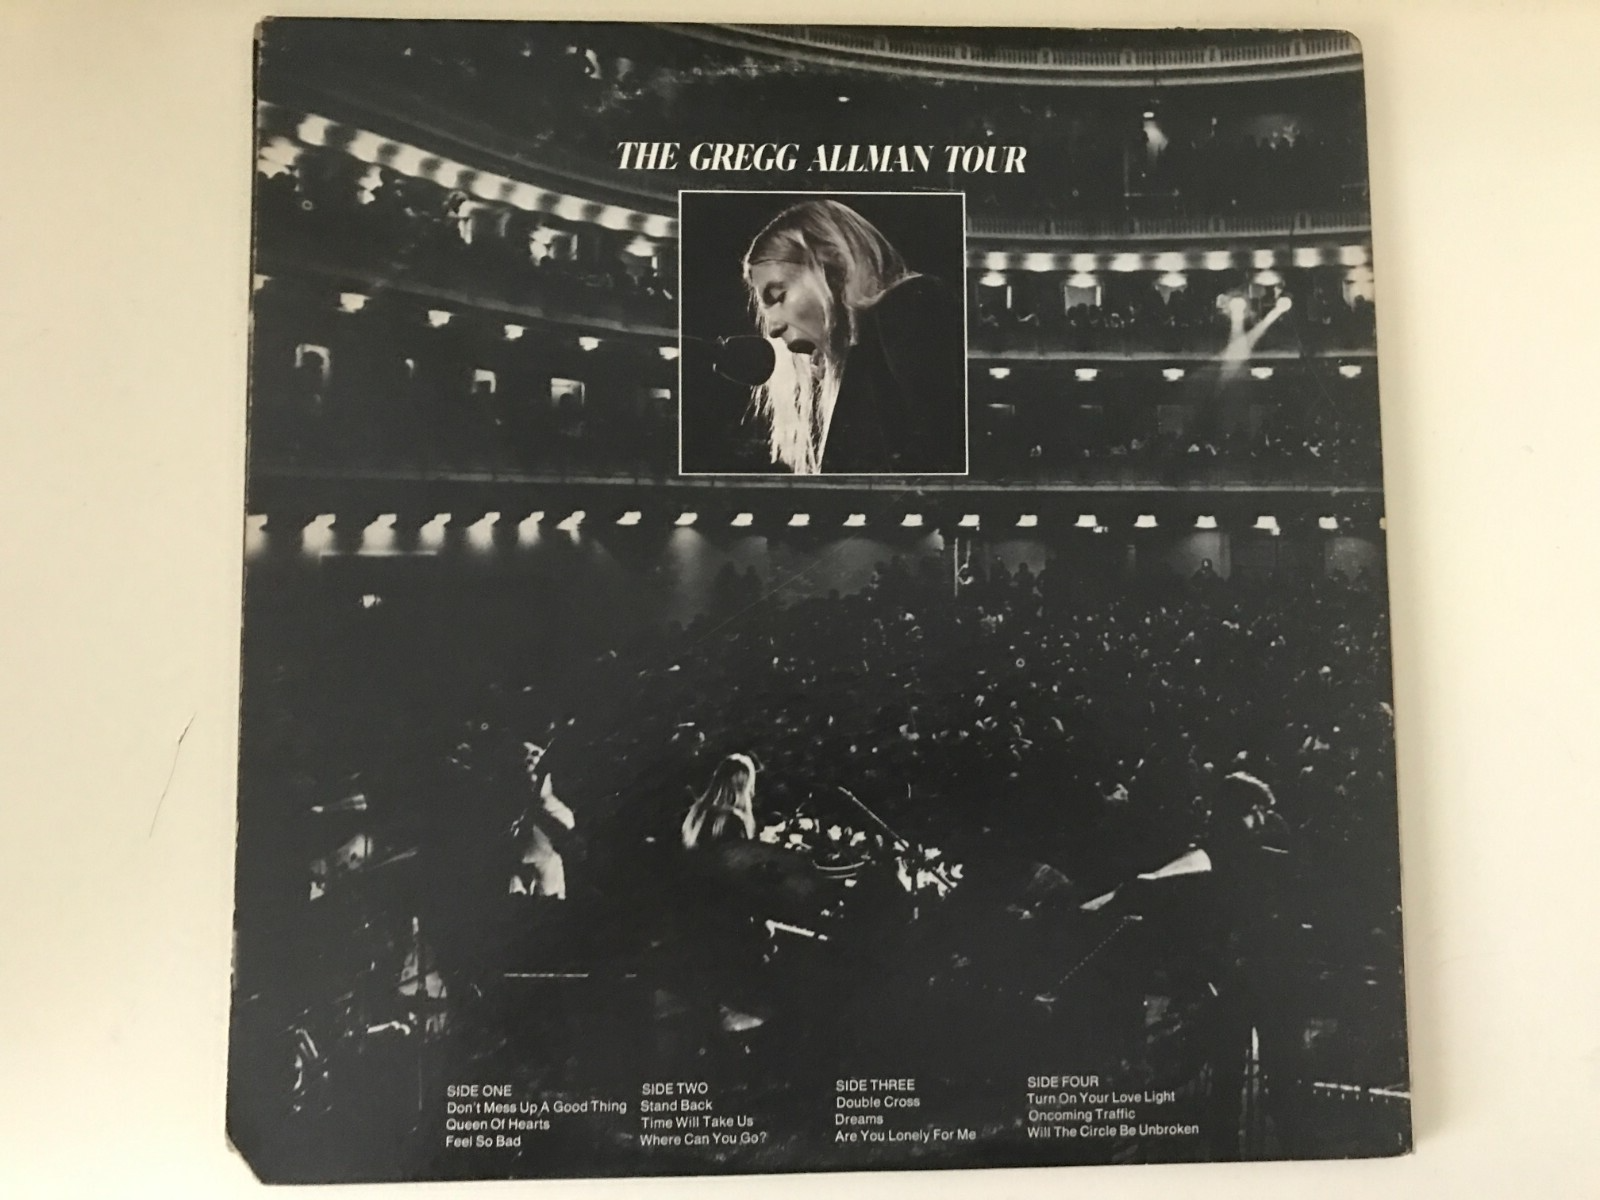 THE GREGG ALLMAN TOUR
SIDE ONE
Don't Mess Up A Good Thing
Queen Of Hearts
Feel So Bad
SIDE TWO
Stand Back
Time Will Take Us
Where Can You Go?
SIDE THREE
Double Cross
Dreams
Are You Lonely For Me
SIDE FOUR
Turn On Your Love Light
Oncoming Traffic
Will The Circle Be Unbroken